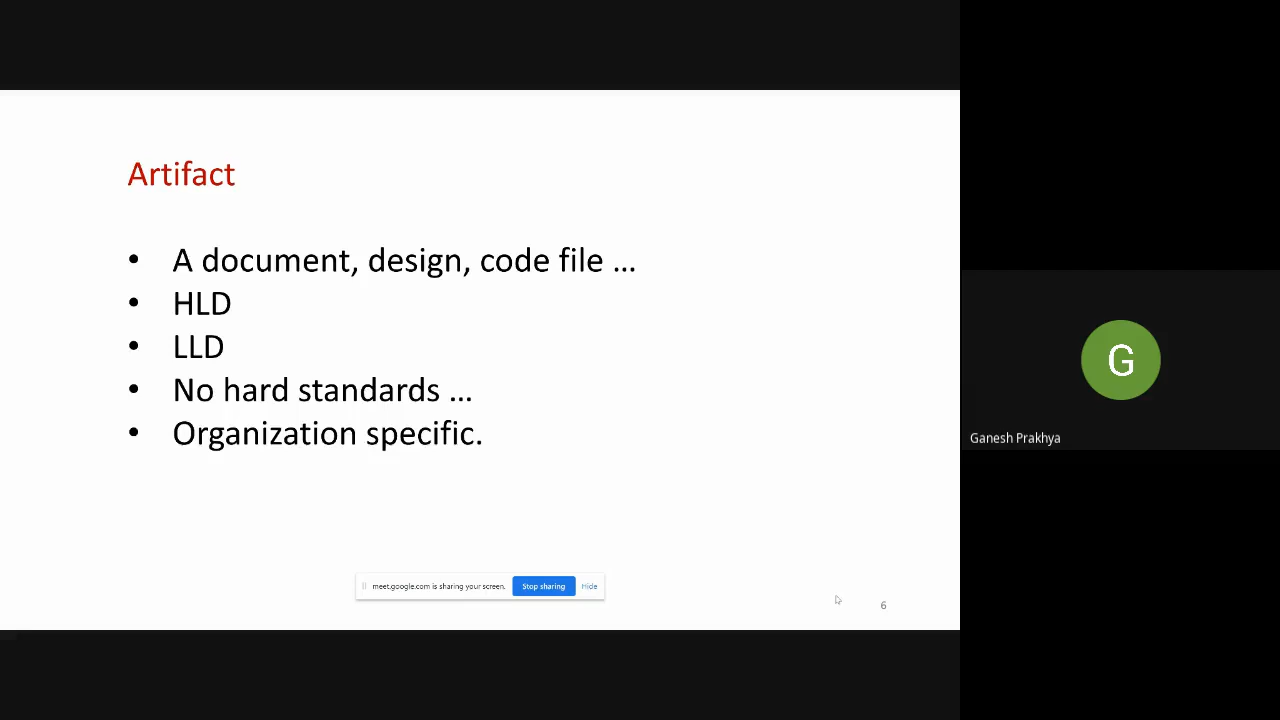 Artifact
• A document, design, code file ...
• HLD
• LLD
• No hard standards ...
• Organization specific.
meet.google.com is sharing your screen. Stop sharing Hide
6
G
Ganesh Prakhya